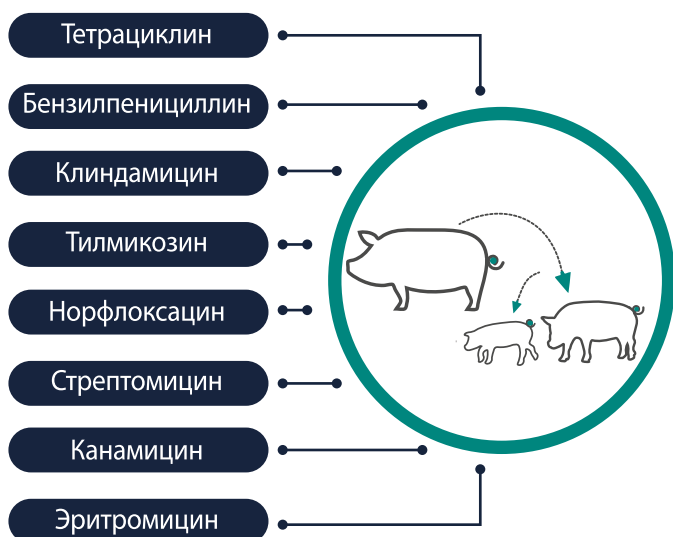 Тетрациклин
Бензилпенициллин
Клиндамицин
Тилмикозин
Норфлоксацин
Стрептомицин
Канамицин
Эритромицин